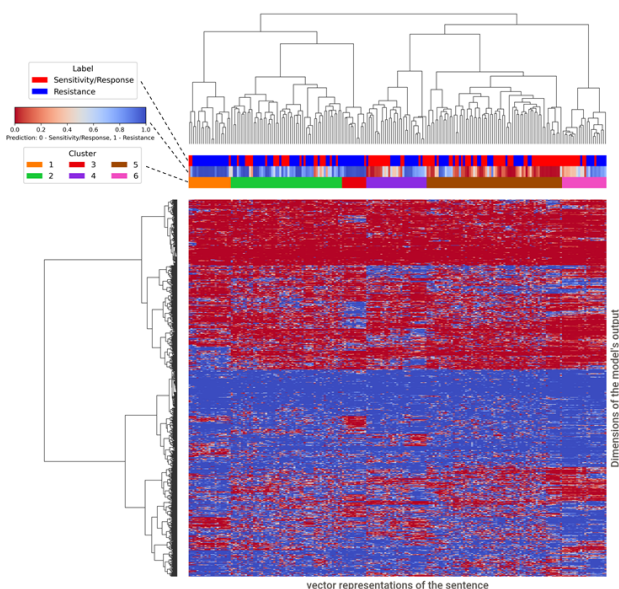 Label
Sensitivity/Response
Resistance
0.0 0.2 0.4 0.6 0.8 1.0
Prediction: 0 - Sensitivity/Response, 1 - Resistance
Cluster
1 3 5
2 4 6
Dimensions of the model's output
vector representations of the sentence